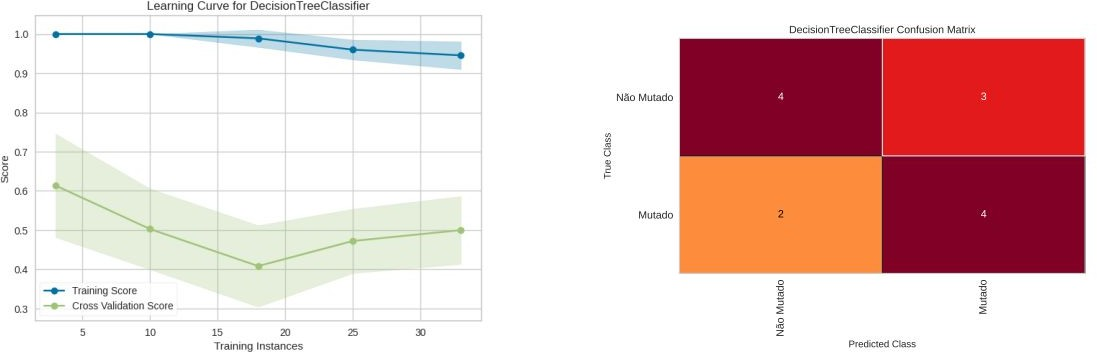 Learning Curve for DecisionTreeClassifier
1.0
0.9
0.8
0.7
0.6
0.5
0.4
0.3
Score
Training Score
Cross Validation Score
5 10 15 20 25 30
Training Instances
DecisionTreeClassifier Confusion Matrix
True Class
Não Mutado 4 3
Mutado 2 4
Não Mutado Mutado
Predicted Class